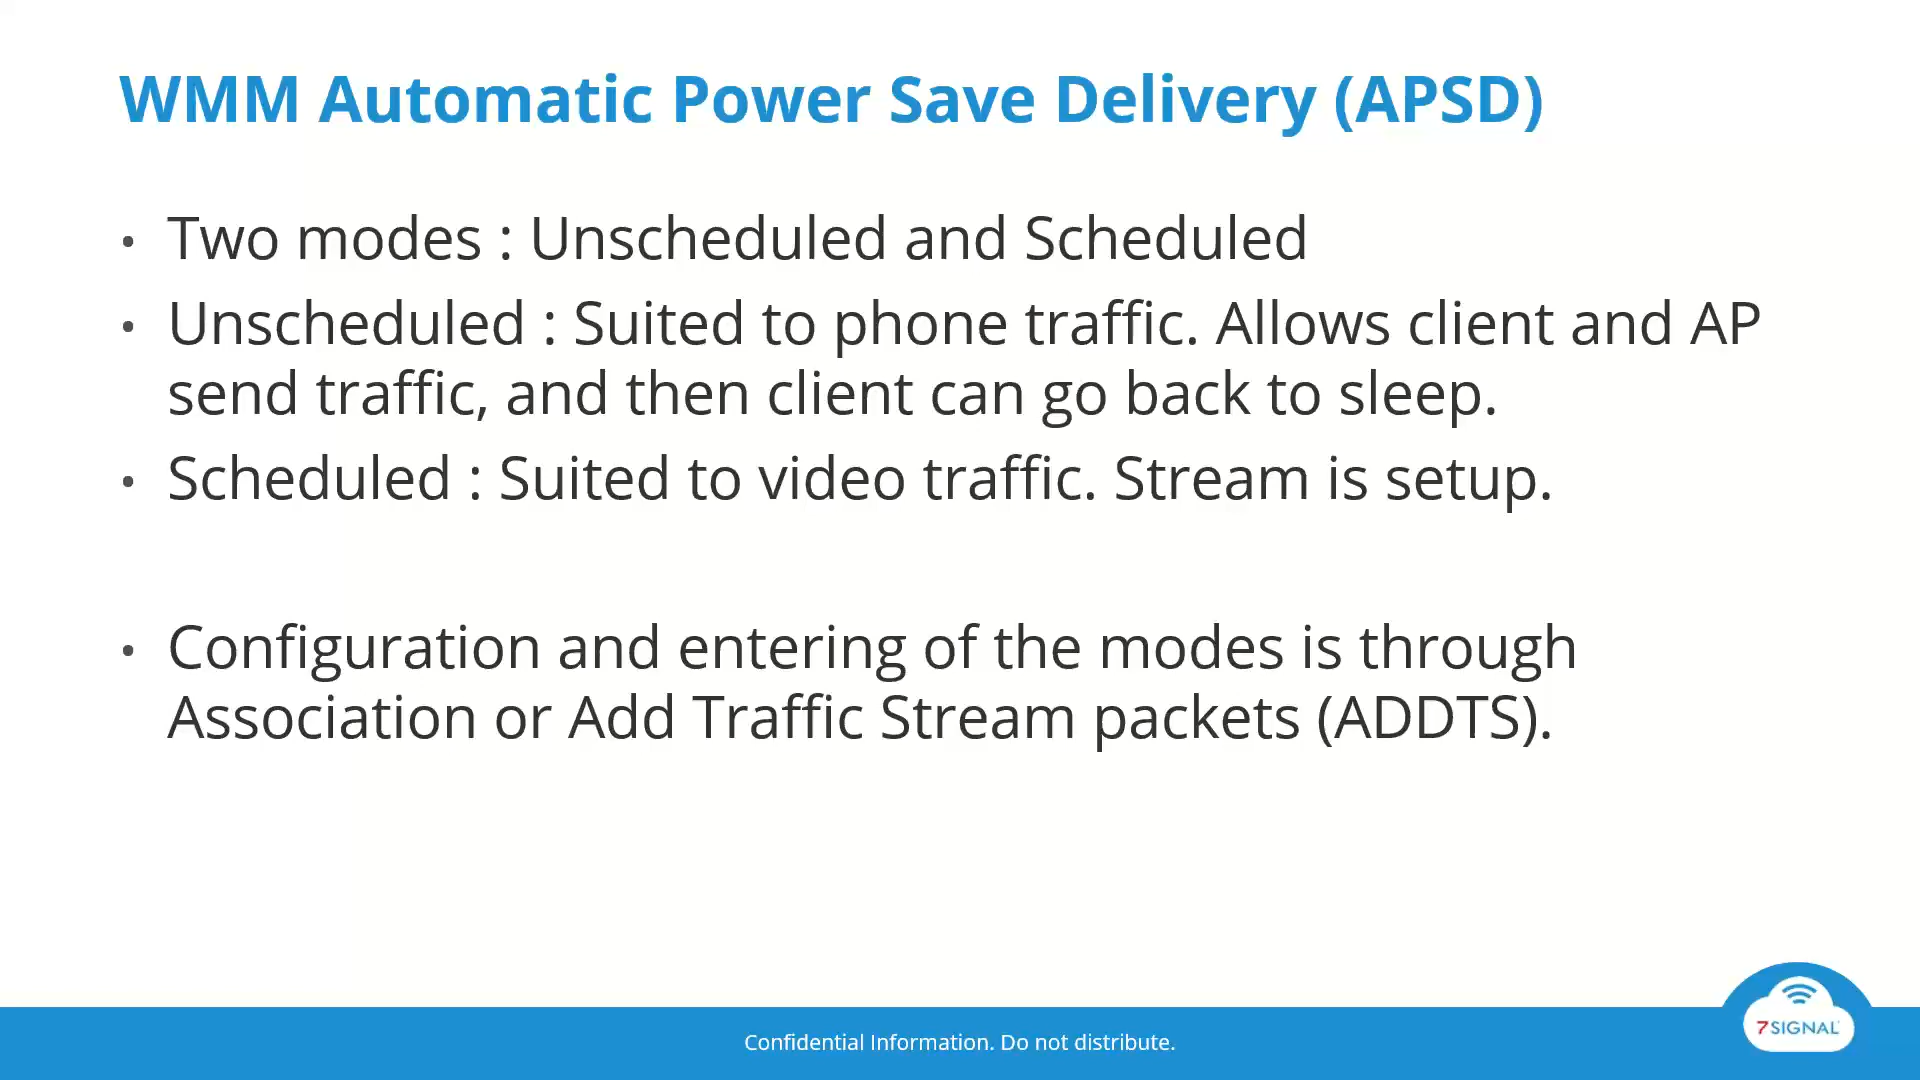 WMM Automatic Power Save Delivery (APSD)
• Two modes : Unscheduled and Scheduled
• Unscheduled : Suited to phone traffic. Allows client and AP
send traffic, and then client can go back to sleep.
• Scheduled : Suited to video traffic. Stream is setup.
• Configuration and entering of the modes is through
Association or Add Traffic Stream packets (ADDTS).
7SIGNAL
Confidential Information. Do not distribute.